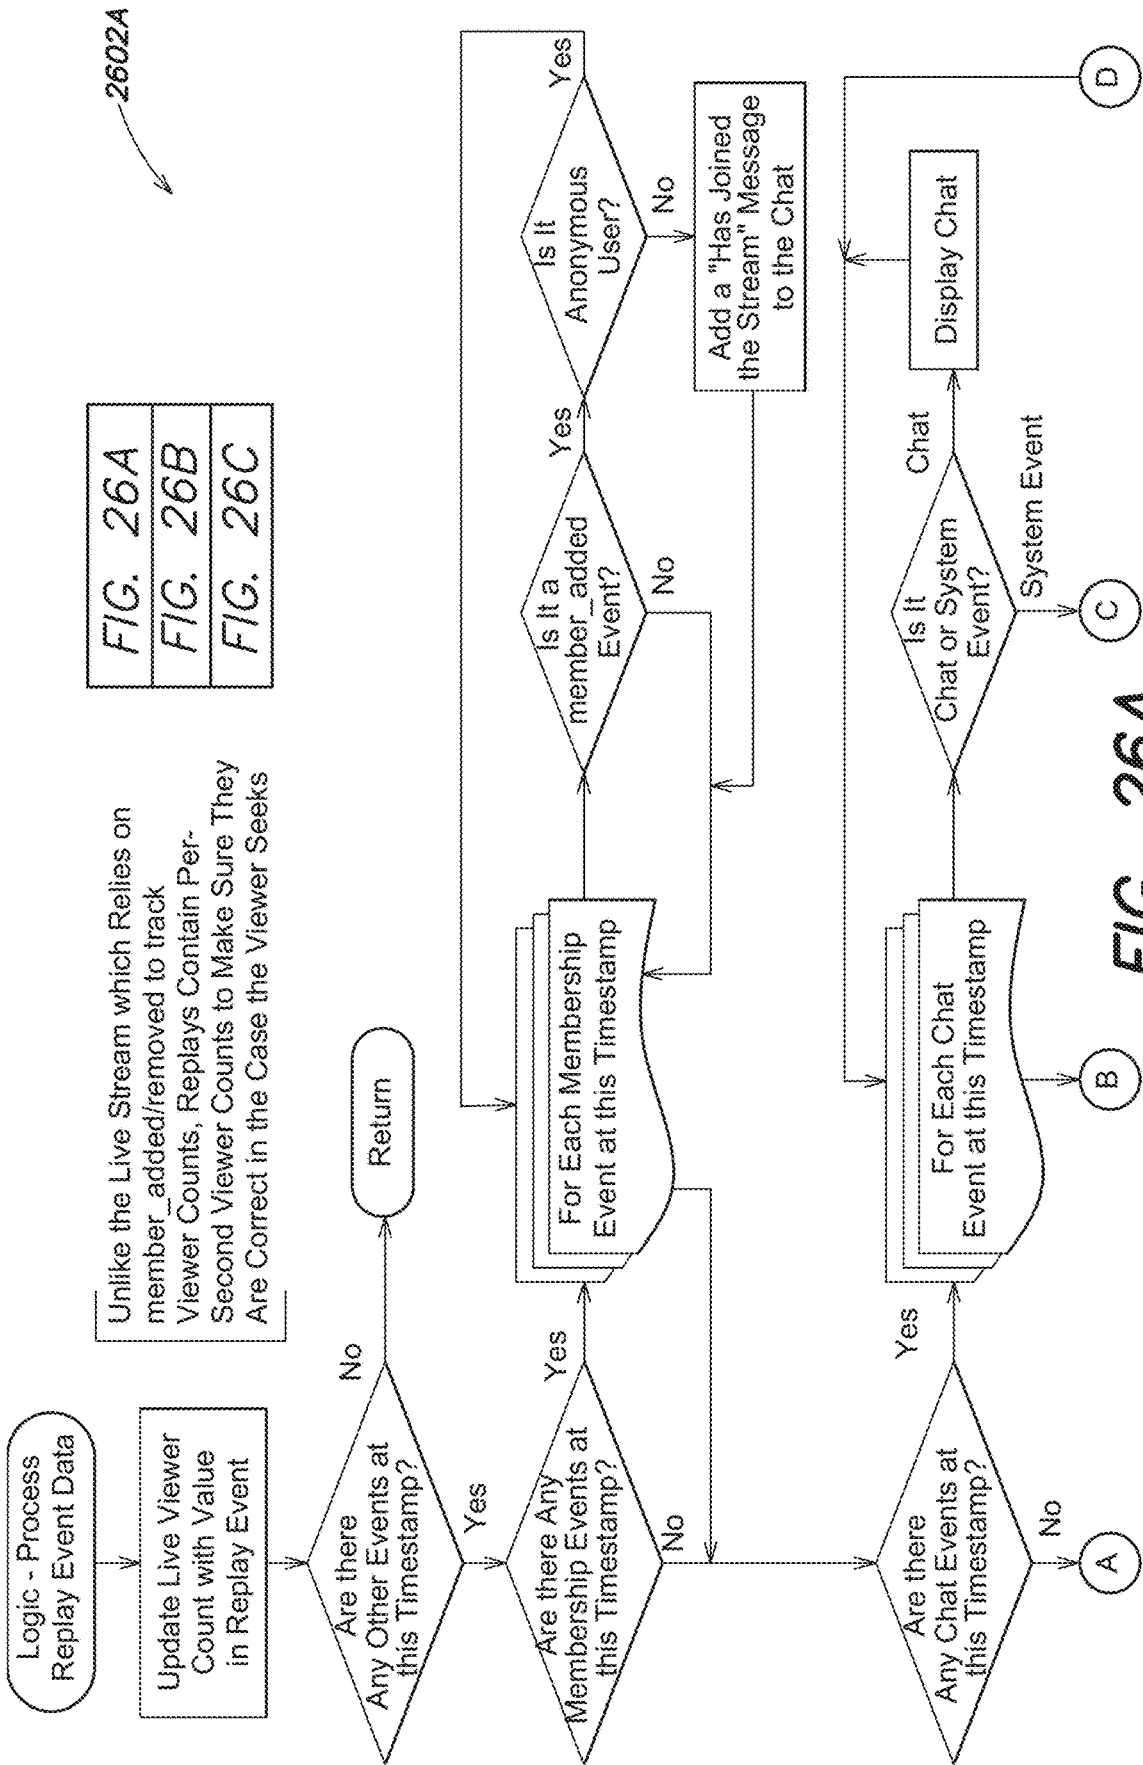 2602A
FIG. 26A
FIG. 26B
FIG. 26C
Unlike the Live Stream which Relies on
member_added/removed to track
Viewer Counts, Replays Contain Per-
Second Viewer Counts to Make Sure They
Are Correct in the Case the Viewer Seeks
Logic - Process
Replay Event Data
Update Live Viewer
Count with Value
in Replay Event
Are there
Any Other Events at
this Timestamp?
No
Return
Yes
Are there Any
Membership Events at
this Timestamp?
Yes
No
For Each Membership
Event at this Timestamp
Is It a
member_added
Event?
Yes
No
Is It
Anonymous
User?
Yes
No
Add a "Has Joined
the Stream" Message
to the Chat
Are there
Any Chat Events at
this Timestamp?
Yes
No
A
For Each Chat
Event at this Timestamp
B
Is It
Chat or System
Event?
Chat
System Event
C
Display Chat
D
FIG. 26A